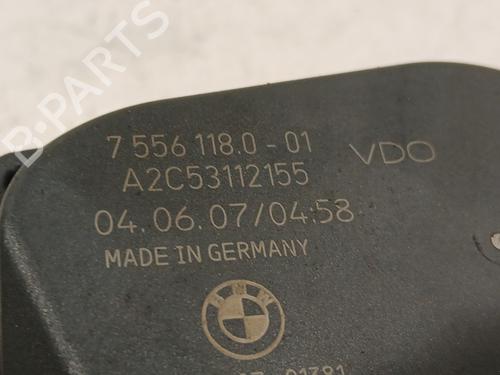 B-PARTS
7 556 118.0 - 01 VDO
A2C53112155
04.06.07/04:58
MADE IN GERMANY
BMW